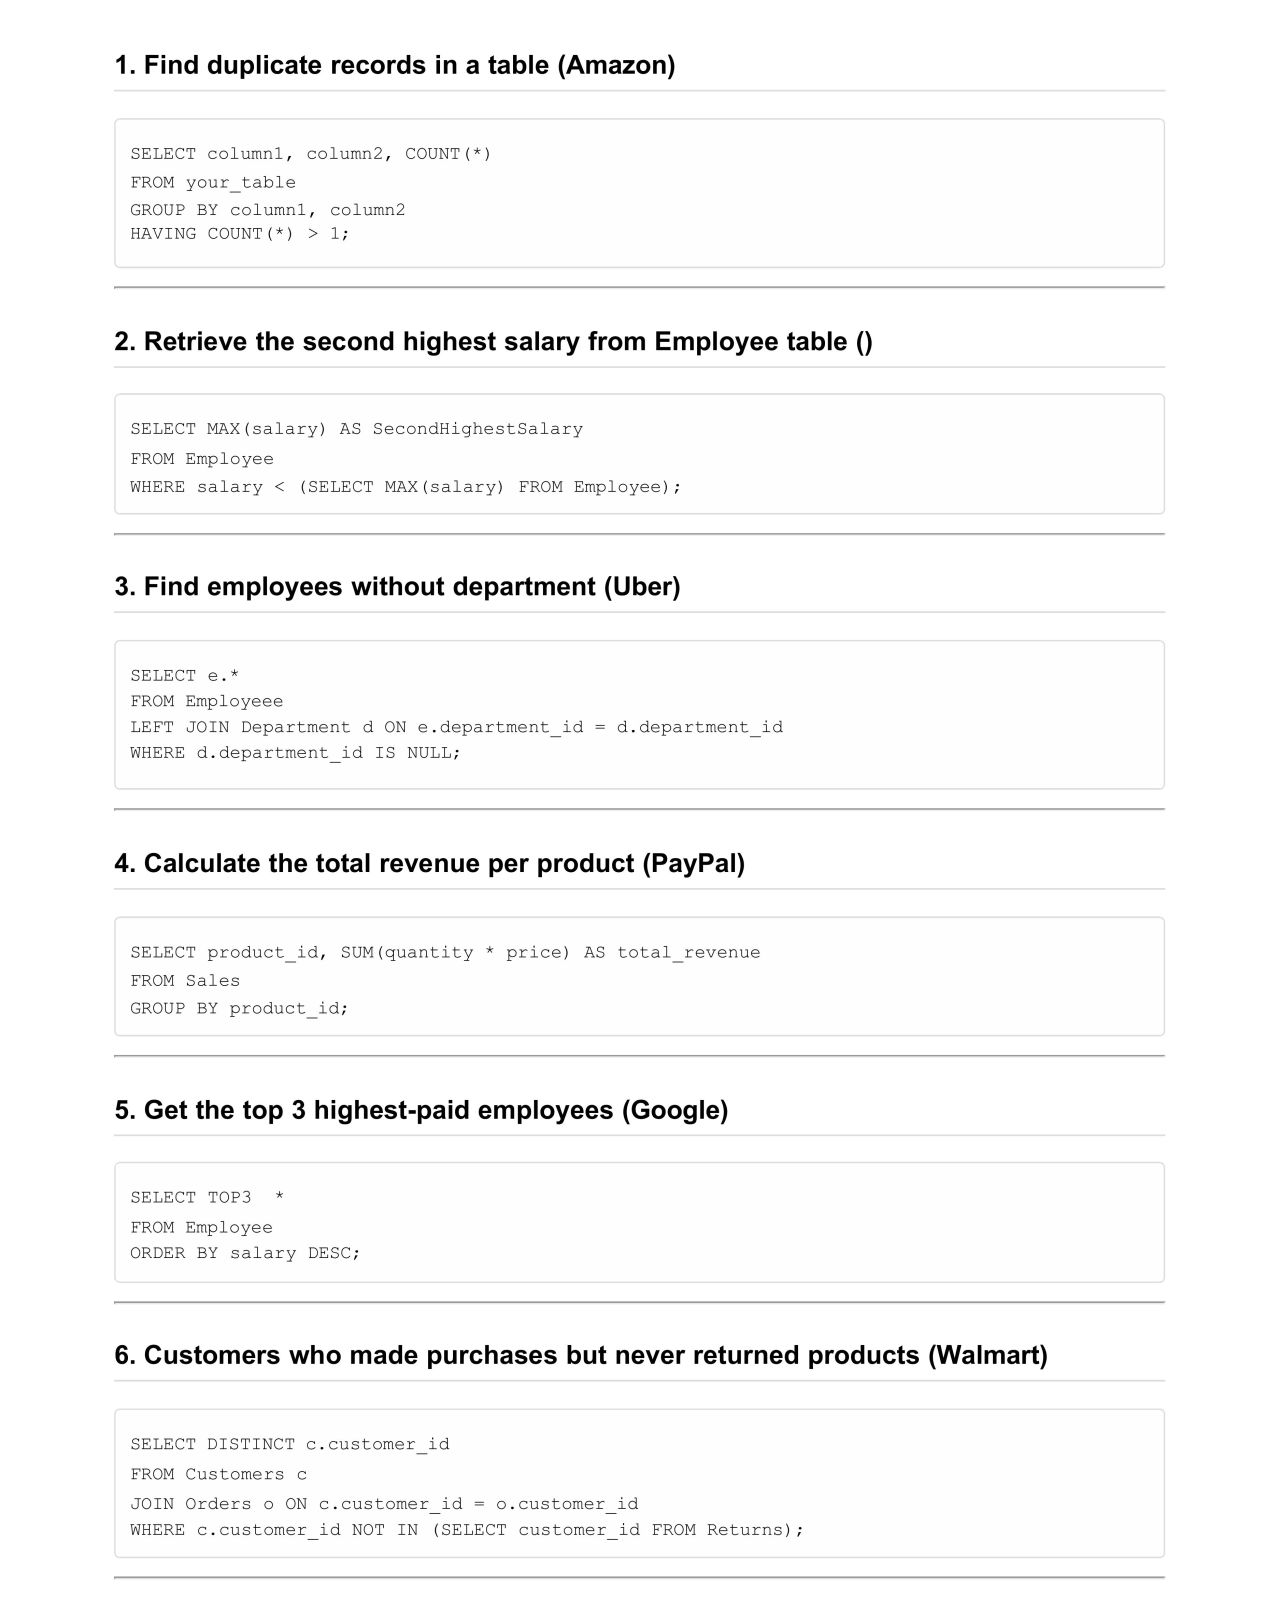 1. Find duplicate records in a table (Amazon)
SELECT column1, column2, COUNT(*)
FROM your_table
GROUP BY column1, column2
HAVING COUNT(*) > 1;
2. Retrieve the second highest salary from Employee table ()
SELECT MAX(salary) AS SecondHighestSalary
FROM Employee
WHERE salary < (SELECT MAX(salary) FROM Employee);
3. Find employees without department (Uber)
SELECT e.*
FROM Employeee
LEFT JOIN Department d ON e.department_id = d.department_id
WHERE d.department_id IS NULL;
4. Calculate the total revenue per product (PayPal)
SELECT product_id, SUM(quantity * price) AS total_revenue
FROM Sales
GROUP BY product_id;
5. Get the top 3 highest-paid employees (Google)
SELECT TOP3  *
FROM Employee
ORDER BY salary DESC;
6. Customers who made purchases but never returned products (Walmart)
SELECT DISTINCT c.customer_id
FROM Customers c
JOIN Orders o ON c.customer_id = o.customer_id
WHERE c.customer_id NOT IN (SELECT customer_id FROM Returns);